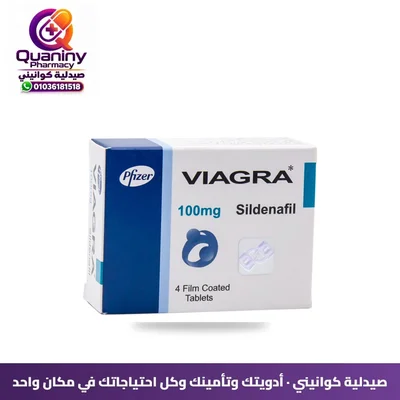 Quaniny
Pharmacy
صيدلية كوانيني
01036181518
VIAGRA
Pfizer
VIAGRA*
100mg Sildenafil
4 Film Coated
Tablets
صيدلية كوانيني - أدويتك وتأمينك وكل احتياجاتك في مكان واحد